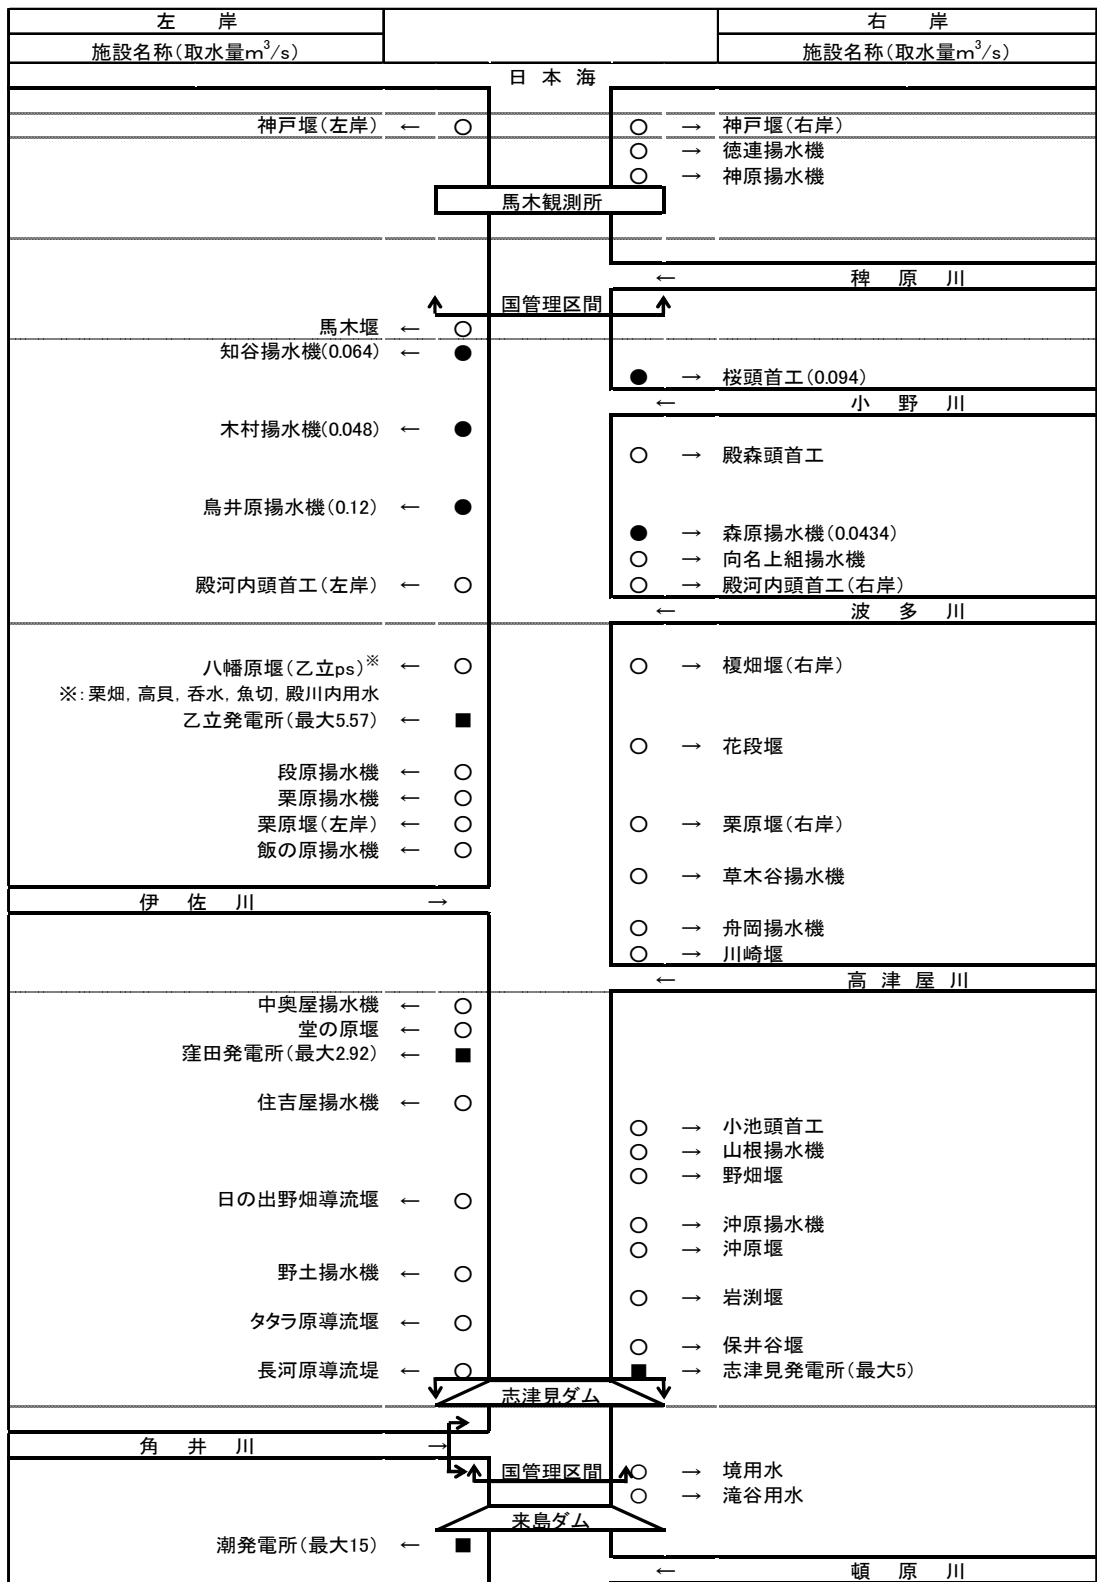 左　岸
右　岸
施設名称（取水量m³/s）
施設名称（取水量m³/s）
日 本 海
神戸堰（左岸） ← ○
○ → 神戸堰（右岸）
○ → 徳連揚水機
○ → 神原揚水機
馬木観測所
← 稗 原 川
国管理区間
馬木堰 ← ○
知谷揚水機（0.064） ← ●
● → 桜頭首工（0.094）
← 小 野 川
木村揚水機（0.048） ← ●
○ → 殿森頭首工
鳥井原揚水機（0.12） ← ●
● → 森原揚水機（0.0434）
○ → 向名上組揚水機
殿河内頭首工（左岸） ← ○
○ → 殿河内頭首工（右岸）
← 波 多 川
八幡原堰（乙立ps）※ ← ○
○ → 榎畑堰（右岸）
※：栗畑，高貝，呑水，魚切，殿川内用水
乙立発電所（最大5.57） ← ■
○ → 花段堰
段原揚水機 ← ○
栗原揚水機 ← ○
栗原堰（左岸） ← ○
○ → 栗原堰（右岸）
飯の原揚水機 ← ○
○ → 草木谷揚水機
伊 佐 川 →
○ → 舟岡揚水機
○ → 川崎堰
← 高 津 屋 川
中奥屋揚水機 ← ○
堂の原堰 ← ○
窪田発電所（最大2.92） ← ■
住吉屋揚水機 ← ○
○ → 小池頭首工
○ → 山根揚水機
○ → 野畑堰
日の出野畑導流堰 ← ○
○ → 沖原揚水機
○ → 沖原堰
野土揚水機 ← ○
○ → 岩渕堰
タタラ原導流堰 ← ○
○ → 保井谷堰
長河原導流堤 ← ○
■ → 志津見発電所（最大5）
志津見ダム
角 井 川 →
国管理区間
○ → 境用水
○ → 滝谷用水
来島ダム
潮発電所（最大15） ← ■
← 頓 原 川